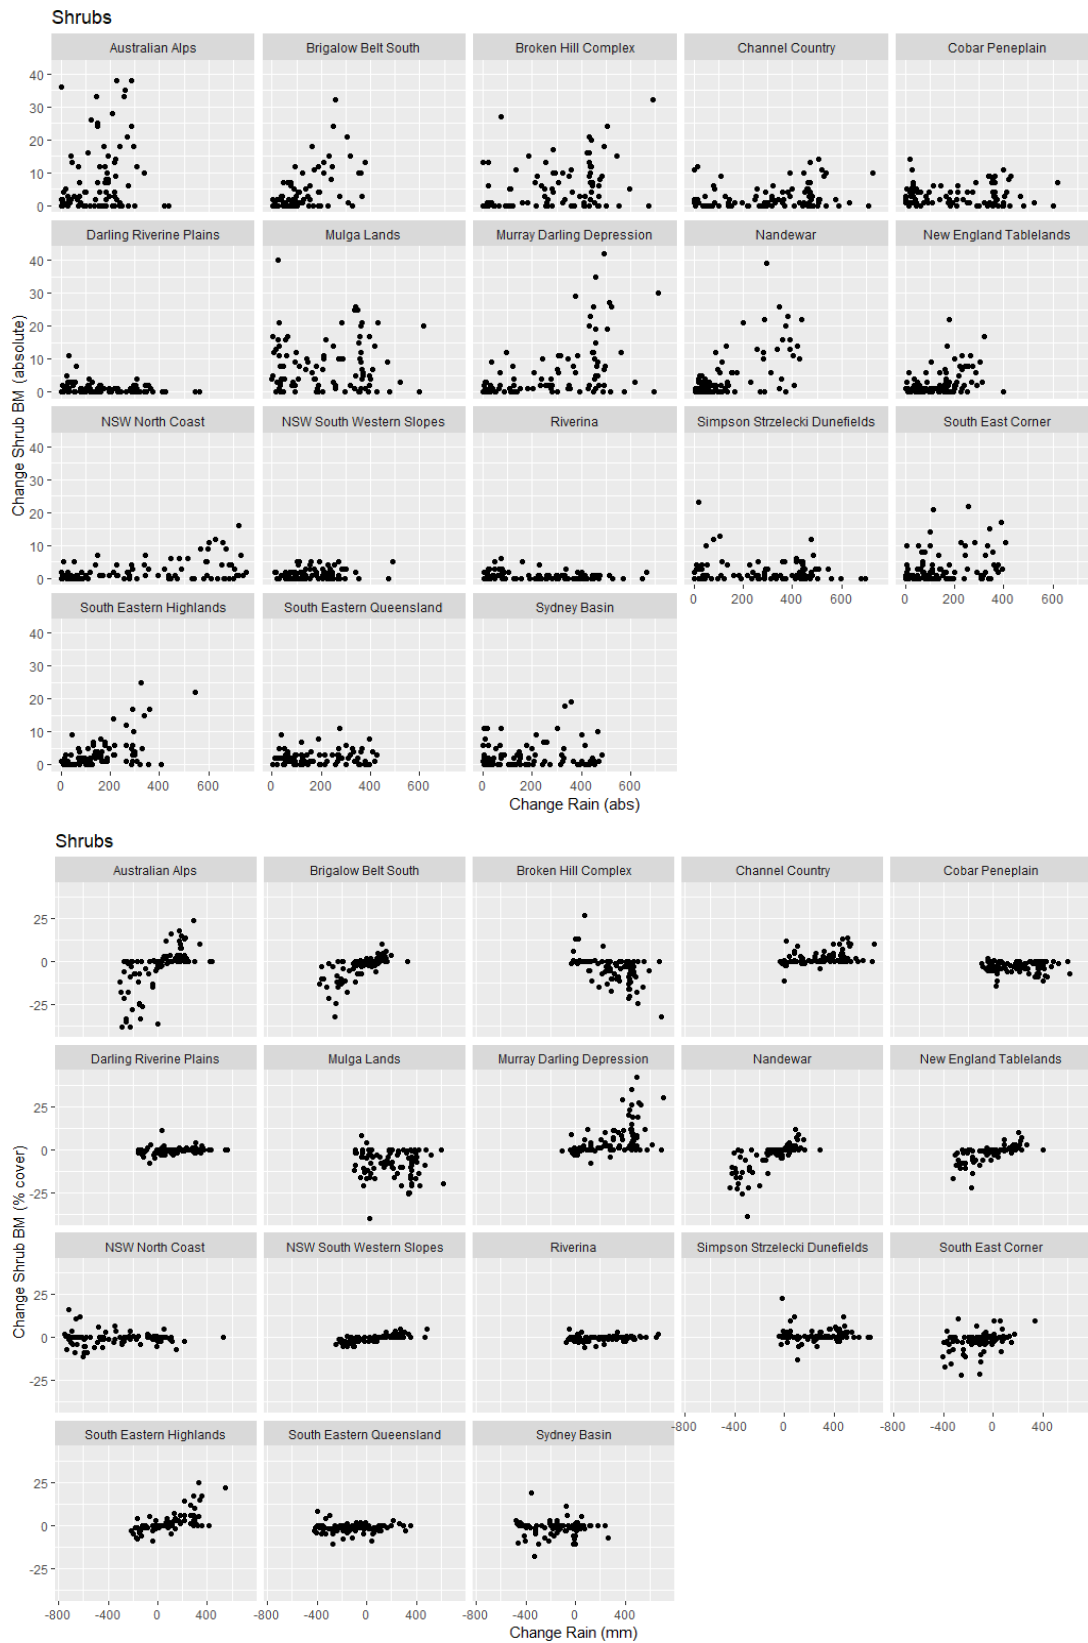 Shrubs
Australian Alps Brigalow Belt South Broken Hill Complex Channel Country Cobar Peneplain
40
30
20
10
0
Darling Riverine Plains Mulga Lands Murray Darling Depression Nandewar New England Tablelands
40
30
20
10
0
Change Shrub BM (absolute)
NSW North Coast NSW South Western Slopes Riverina Simpson Strzelecki Dunefields South East Corner
40
30
20
10
0
0 200 400 600 0 200 400 600
South Eastern Highlands South Eastern Queensland Sydney Basin
40
30
20
10
0
0 200 400 600 0 200 400 600 0 200 400 600
Change Rain (abs)
Shrubs
Australian Alps Brigalow Belt South Broken Hill Complex Channel Country Cobar Peneplain
25
0
-25
Darling Riverine Plains Mulga Lands Murray Darling Depression Nandewar New England Tablelands
25
0
-25
Change Shrub BM (% cover)
NSW North Coast NSW South Western Slopes Riverina Simpson Strzelecki Dunefields South East Corner
25
0
-25
-800 -400 0 400 -800 -400 0 400
South Eastern Highlands South Eastern Queensland Sydney Basin
25
0
-25
-800 -400 0 400 -800 -400 0 400 -800 -400 0 400
Change Rain (mm)